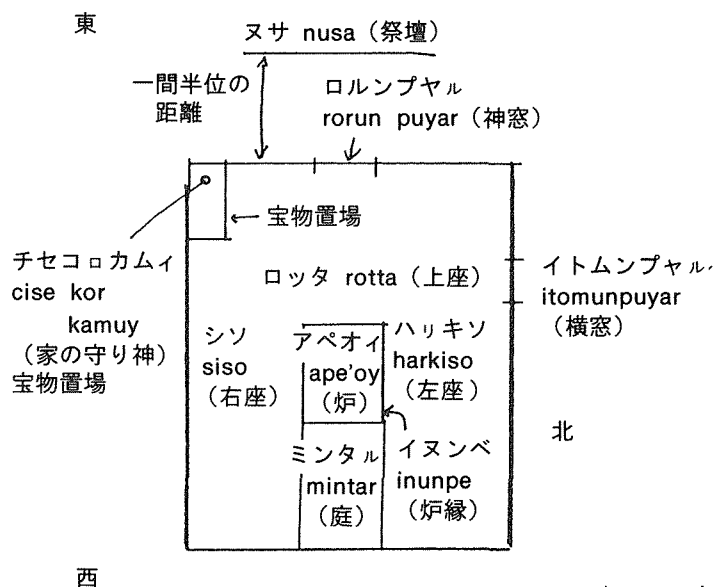 東
ヌサ nusa（祭壇）
一間半位の
距離
ロルンプヤㇽ
rorun puyar（神窓）
宝物置場
チセコㇿカムィ
cise kor
kamuy
（家の守り神）
宝物置場
ロッタ rotta（上座）
イトムンプャㇽ
itomunpuyar
（横窓）
シソ
siso
（右座）
アペオィ
ape'oy
（炉）
ハㇼキソ
harkiso
（左座）
ミンタㇽ
mintar
（庭）
イヌンベ
inunpe
（炉縁）
北
西